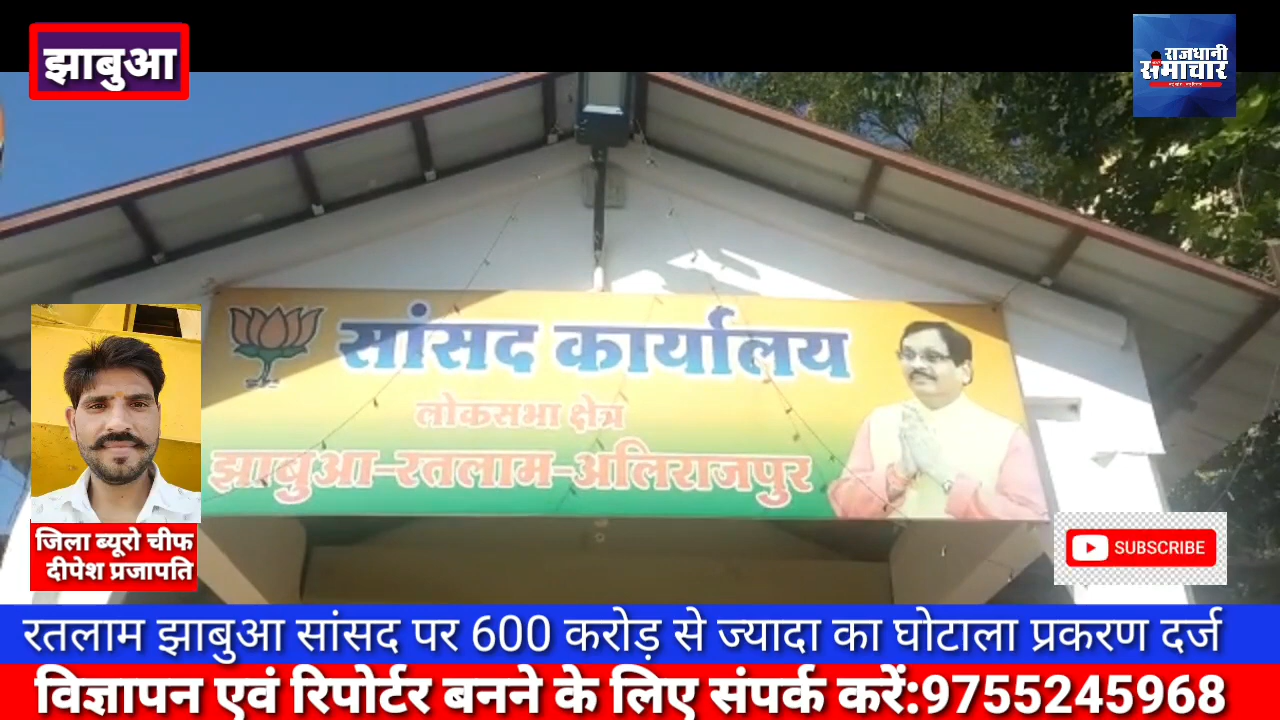 झाबुआ
राजधानी
समाचार
सांसद कार्यालय
लोकसभा क्षेत्र
झाबुआ-रतलाम-अलिराजपुर
जिला ब्यूरो चीफ
दीपेश प्रजापति
SUBSCRIBE
रतलाम झाबुआ सांसद पर 600 करोड़ से ज्यादा का घोटाला प्रकरण दर्ज
विज्ञापन एवं रिपोर्टर बनने के लिए संपर्क करें:9755245968